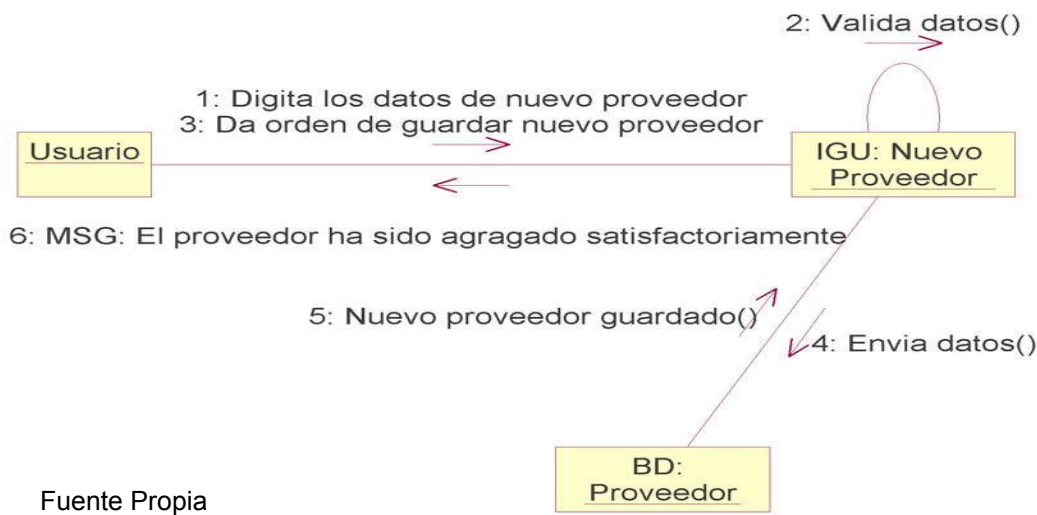 2: Valida datos()
1: Digita los datos de nuevo proveedor
3: Da orden de guardar nuevo proveedor
Usuario
IGU: Nuevo
Proveedor
6: MSG: El proveedor ha sido agragado satisfactoriamente
5: Nuevo proveedor guardado()
4: Envia datos()
BD:
Proveedor
Fuente Propia